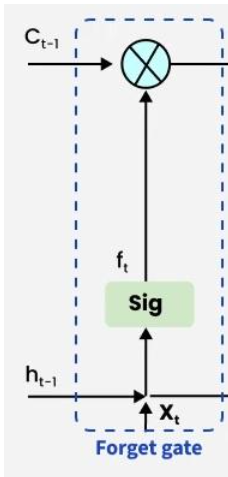 C_{t-1}
f_t
Sig
h_{t-1}
X_t
Forget gate